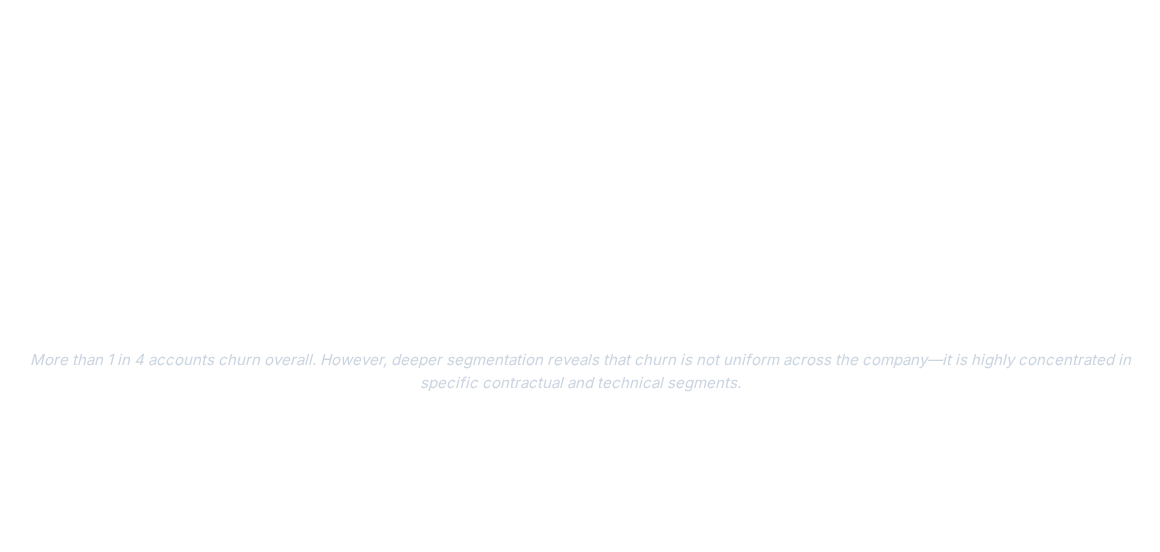 More than 1 in 4 accounts churn overall. However, deeper segmentation reveals that churn is not uniform across the company—it is highly concentrated in
specific contractual and technical segments.